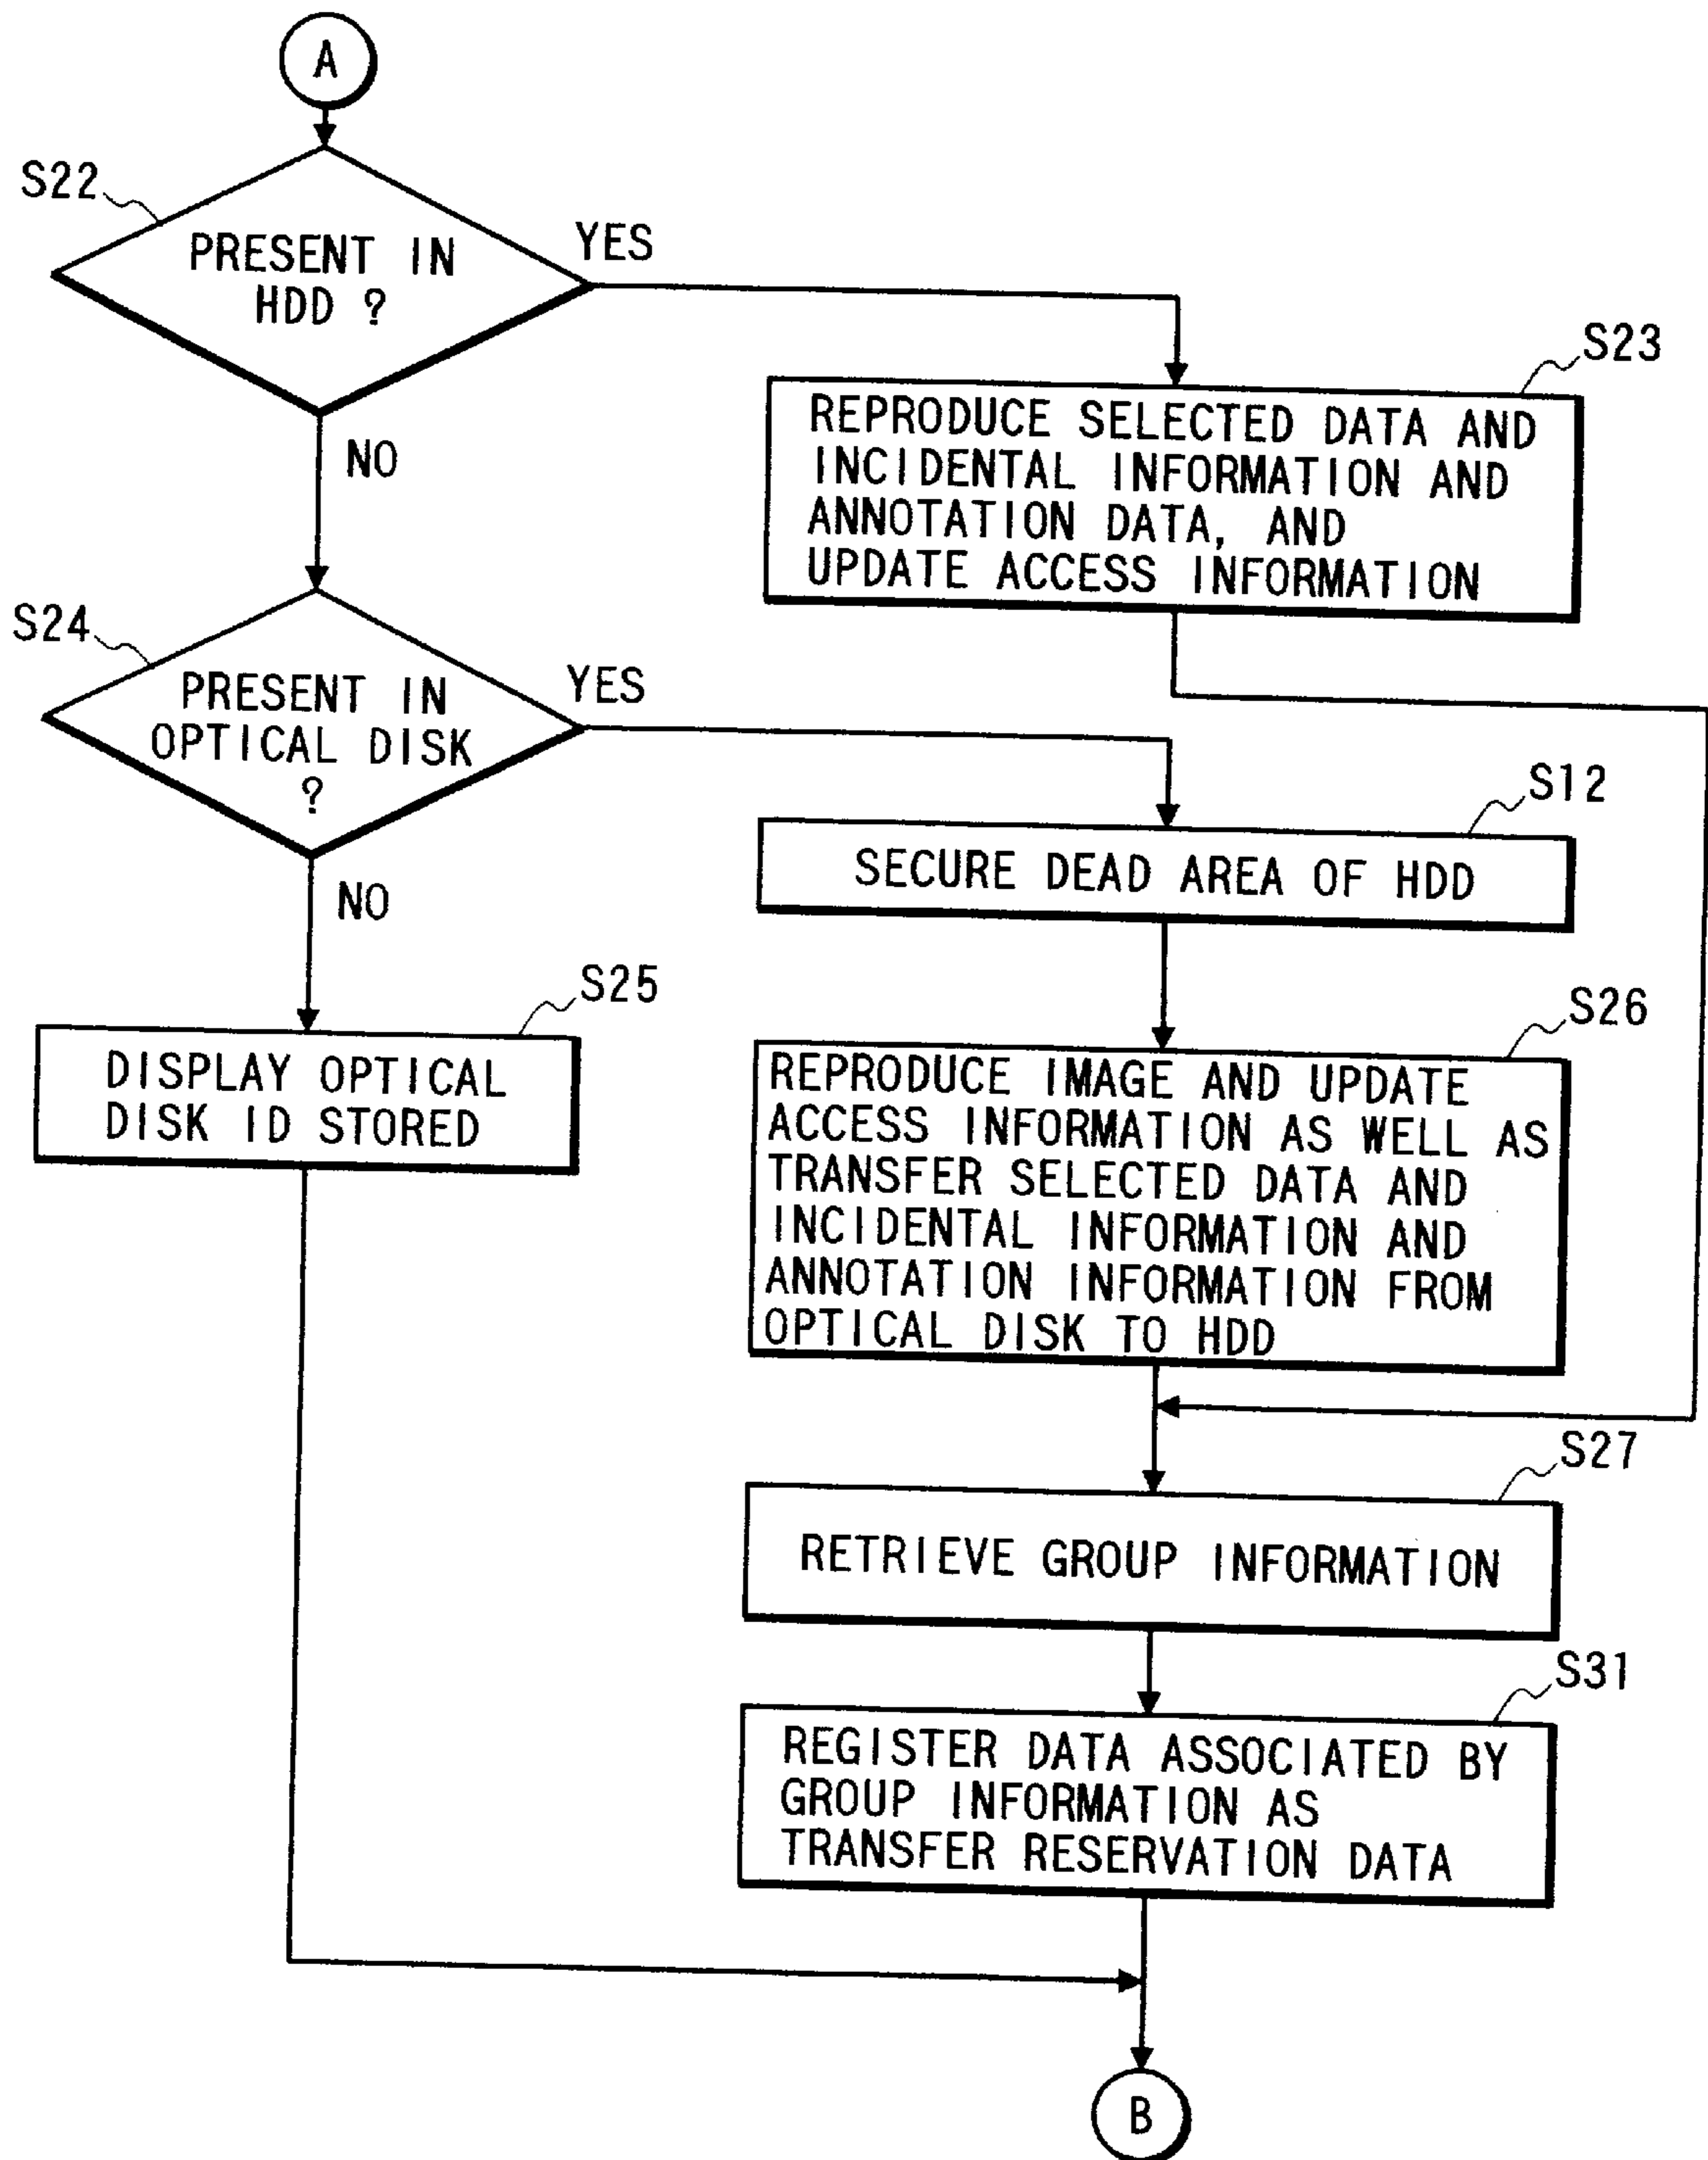 A
S22
PRESENT IN
HDD ?
YES
NO
S23
REPRODUCE SELECTED DATA AND
INCIDENTAL INFORMATION AND
ANNOTATION DATA, AND
UPDATE ACCESS INFORMATION
S24
PRESENT IN
OPTICAL DISK
?
YES
NO
S12
SECURE DEAD AREA OF HDD
S25
DISPLAY OPTICAL
DISK ID STORED
S26
REPRODUCE IMAGE AND UPDATE
ACCESS INFORMATION AS WELL AS
TRANSFER SELECTED DATA AND
INCIDENTAL INFORMATION AND
ANNOTATION INFORMATION FROM
OPTICAL DISK TO HDD
S27
RETRIEVE GROUP INFORMATION
S31
REGISTER DATA ASSOCIATED BY
GROUP INFORMATION AS
TRANSFER RESERVATION DATA
B